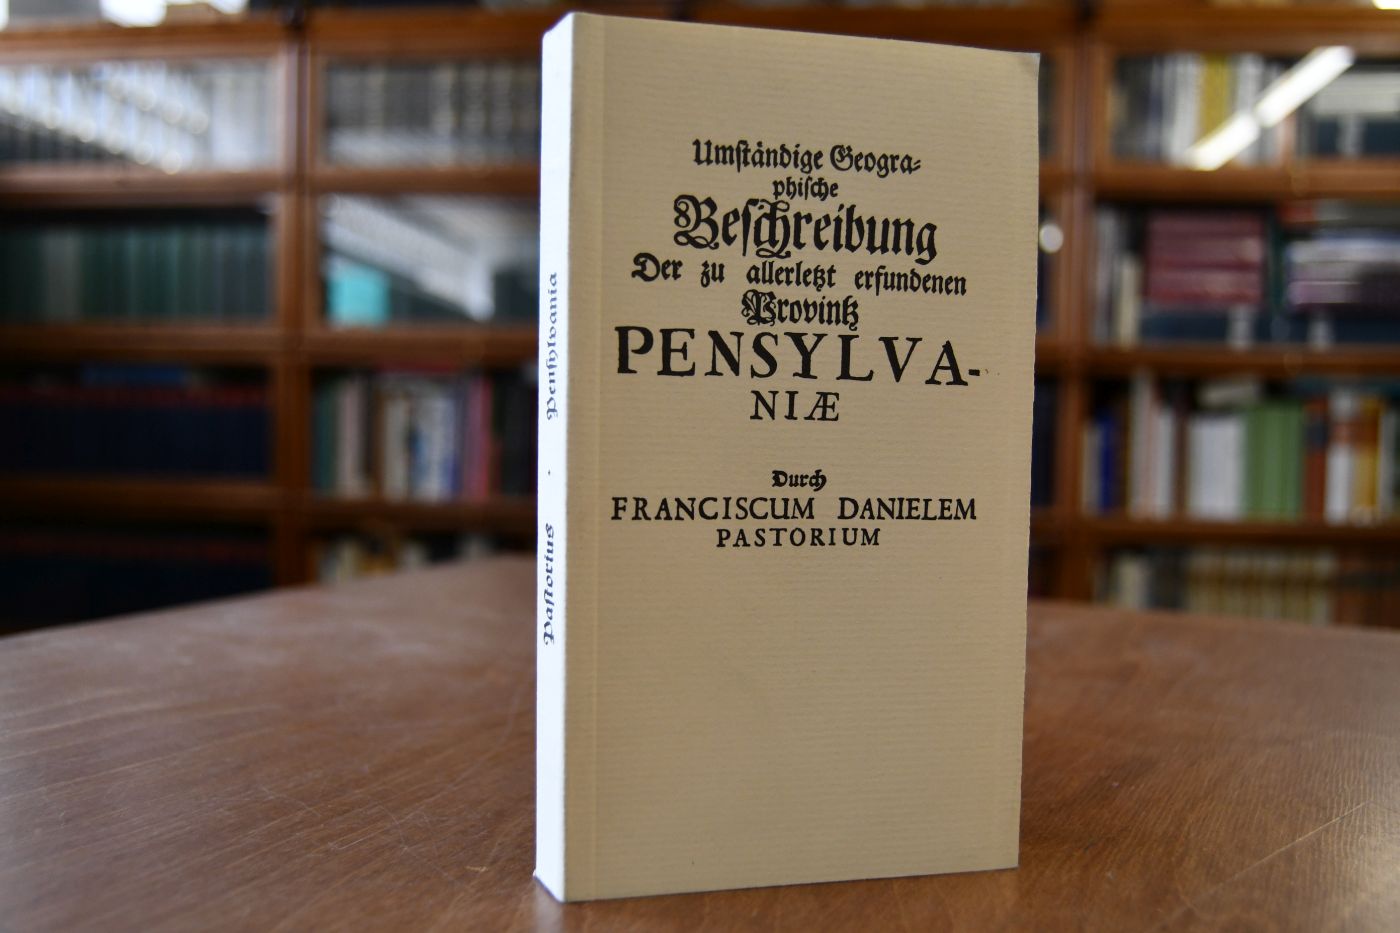 Umſtändige Geogra⸗
phiſche
Beſchreibung
Der zu allerletzt erfundenen
Provintz
PENSYLVA-
NIÆ
Durch
FRANCISCUM DANIELEM
PASTORIUM
Paſtorius · Penſylvania